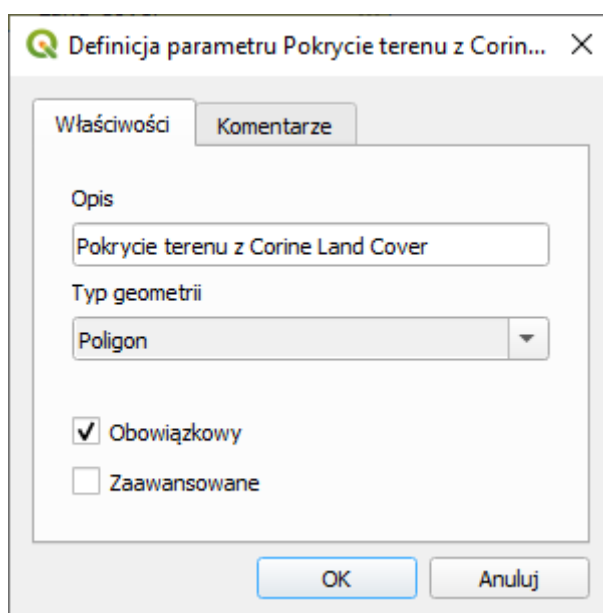 Definicja parametru Pokrycie terenu z Corin...
Właściwości
Komentarze
Opis
Pokrycie terenu z Corine Land Cover
Typ geometrii
Poligon
Obowiązkowy
Zaawansowane
OK
Anuluj